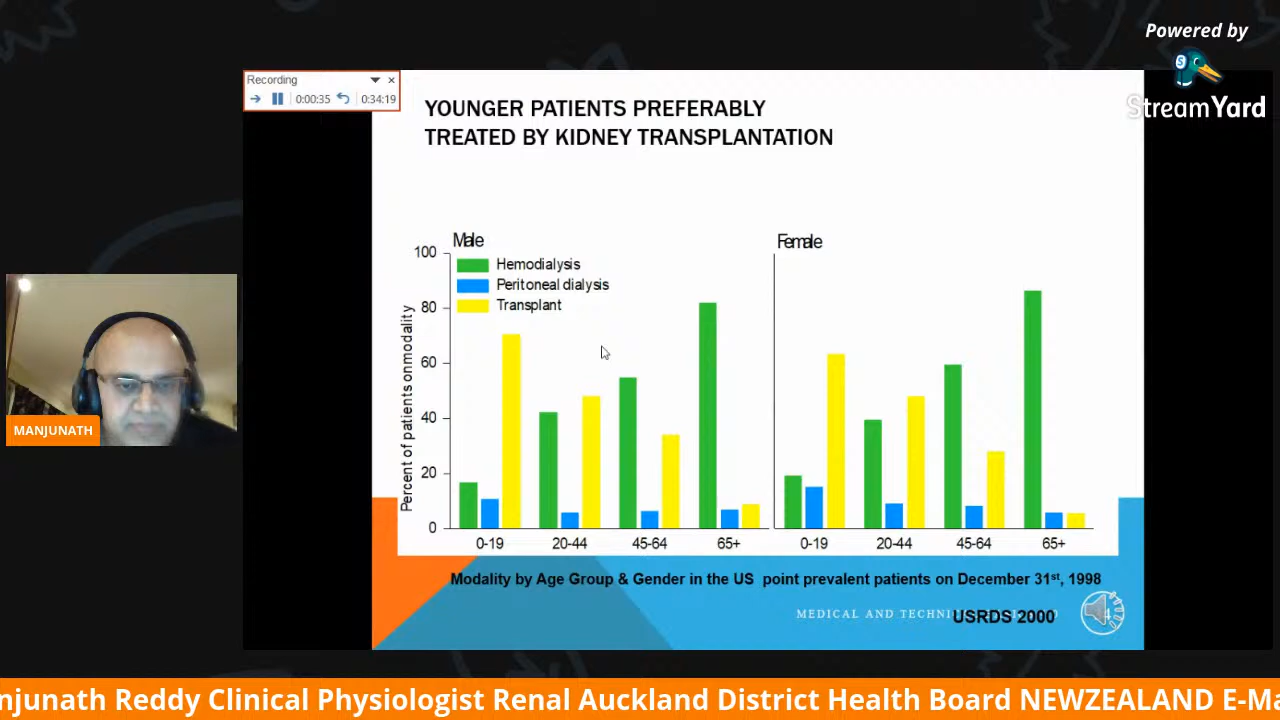 Powered by
StreamYard
Recording
0:00:35
0:34:19
YOUNGER PATIENTS PREFERABLY
TREATED BY KIDNEY TRANSPLANTATION
Male
Female
Hemodialysis
Peritoneal dialysis
Transplant
Percent of patients onmodality
100
80
60
40
20
0
0-19 20-44 45-64 65+
0-19 20-44 45-64 65+
Modality by Age Group & Gender in the US point prevalent patients on December 31st, 1998
MEDICAL AND
USRDS 2000
MANJUNATH
njunath Reddy Clinical Physiologist Renal Auckland District Health Board NEWZEALAND E-Ma